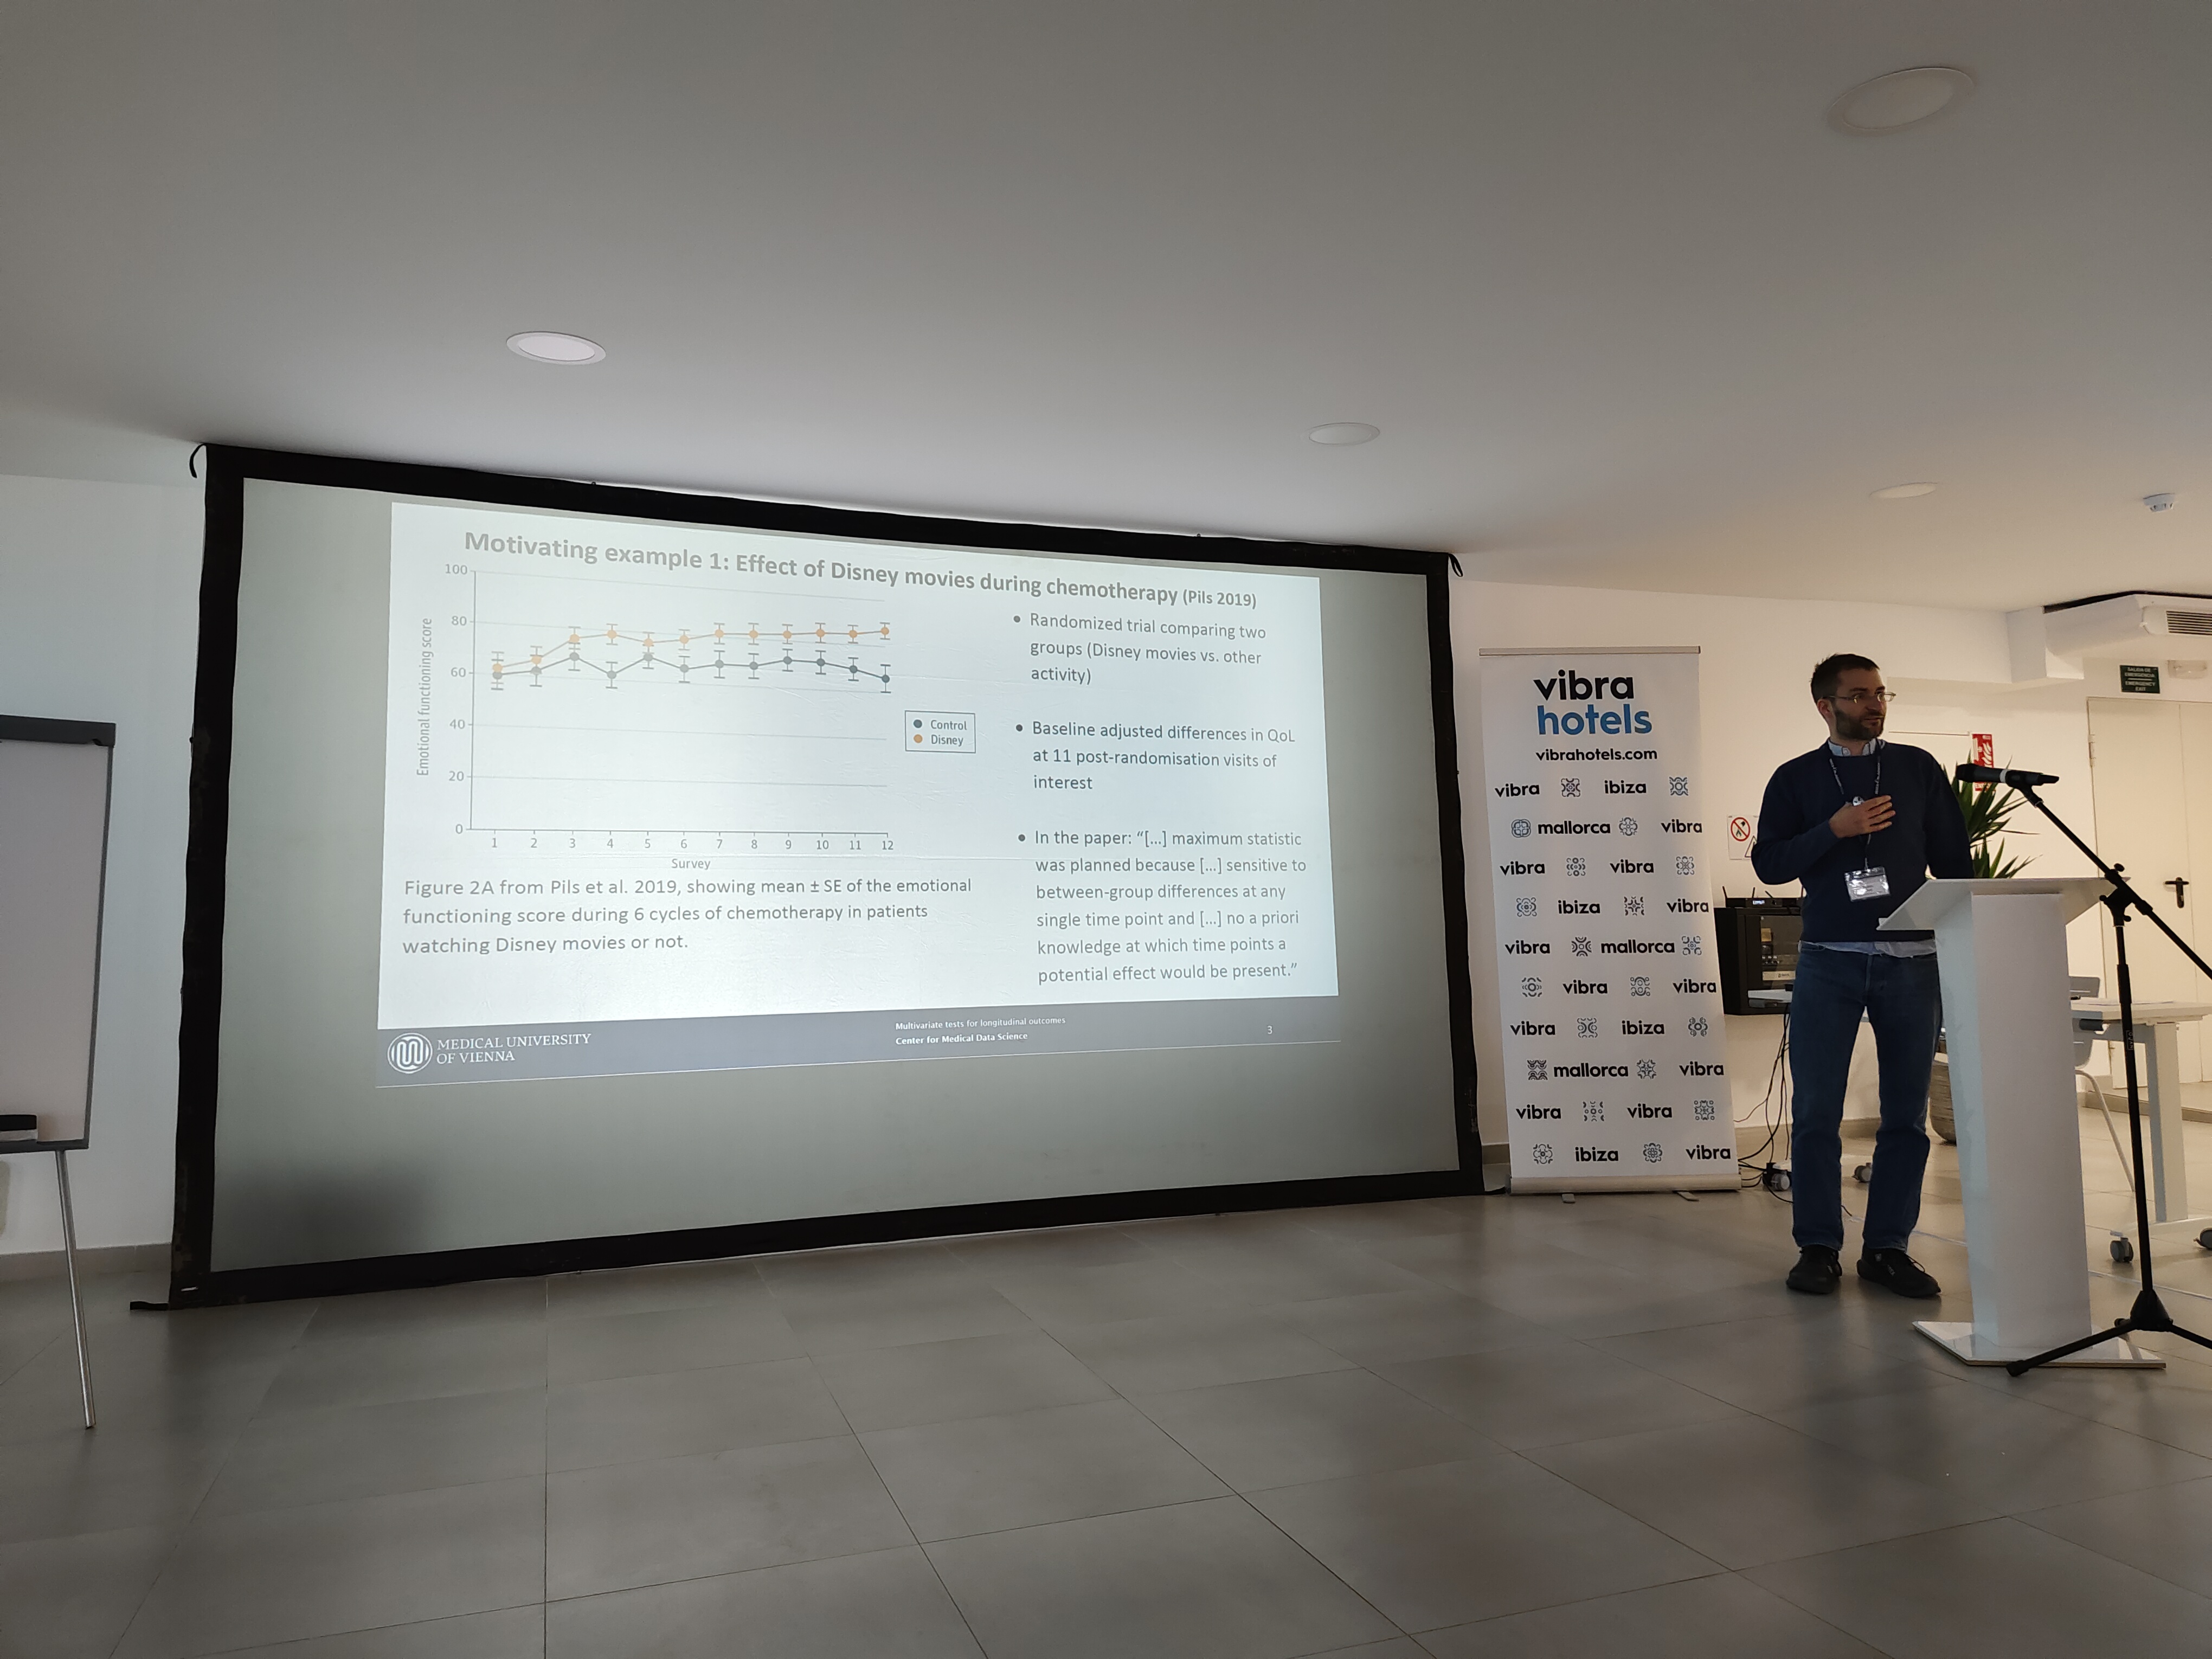 Motivating example 1: Effect of Disney movies during chemotherapy (Pils 2019)
Emotional functioning score
100
80
60
40
20
0
1 2 3 4 5 6 7 8 9 10 11 12
Survey
Control
Disney
Figure 2A from Pils et al. 2019, showing mean ± SE of the emotional
functioning score during 6 cycles of chemotherapy in patients
watching Disney movies or not.
• Randomized trial comparing two
groups (Disney movies vs. other
activity)
• Baseline adjusted differences in QoL
at 11 post-randomisation visits of
interest
• In the paper: “[...] maximum statistic
was planned because [...] sensitive to
between-group differences at any
single time point and [...] no a priori
knowledge at which time points a
potential effect would be present.”
MEDICAL UNIVERSITY
OF VIENNA
Multivariate tests for longitudinal outcomes
Center for Medical Data Science
3
vibra
hotels
vibrahotels.com
vibra ibiza
mallorca vibra
vibra vibra
ibiza vibra
vibra mallorca
vibra vibra
vibra ibiza
mallorca vibra
vibra vibra
ibiza vibra
SALIDA DE
EMERGENCIA
EMERGENCY
EXIT